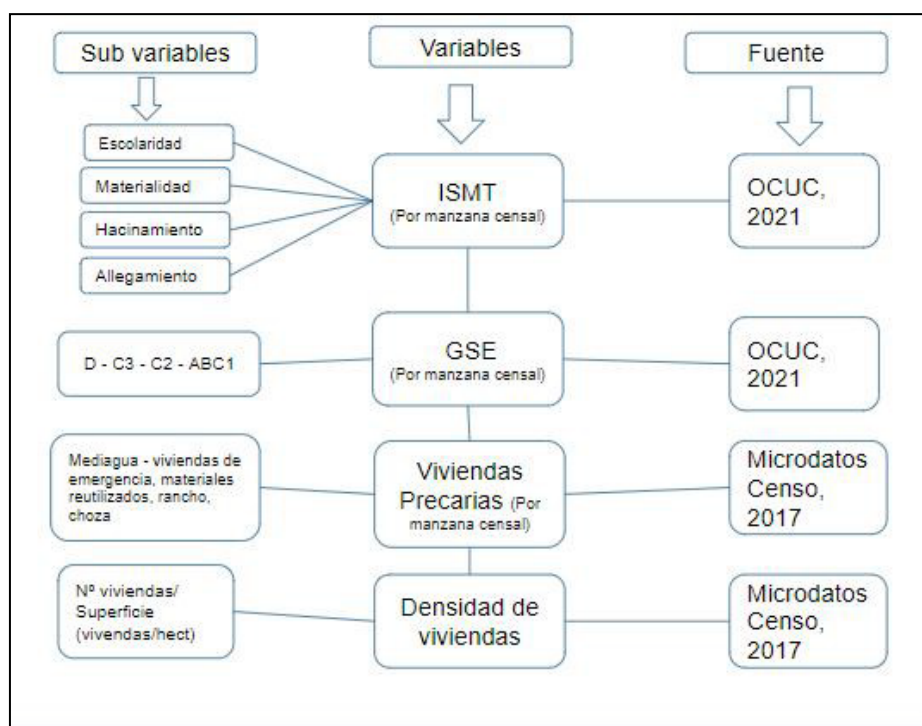 Sub variables
Variables
Fuente
Escolaridad
Materialidad
Hacinamiento
Allegamiento
ISMT
(Por manzana censal)
OCUC,
2021
D - C3 - C2 - ABC1
GSE
(Por manzana censal)
OCUC,
2021
Mediagua - viviendas de
emergencia, materiales
reutilizados, rancho,
choza
Viviendas
Precarias (Por
manzana censal)
Microdatos
Censo,
2017
Nº viviendas/
Superficie
(vivendas/hect)
Densidad de
viviendas
Microdatos
Censo,
2017